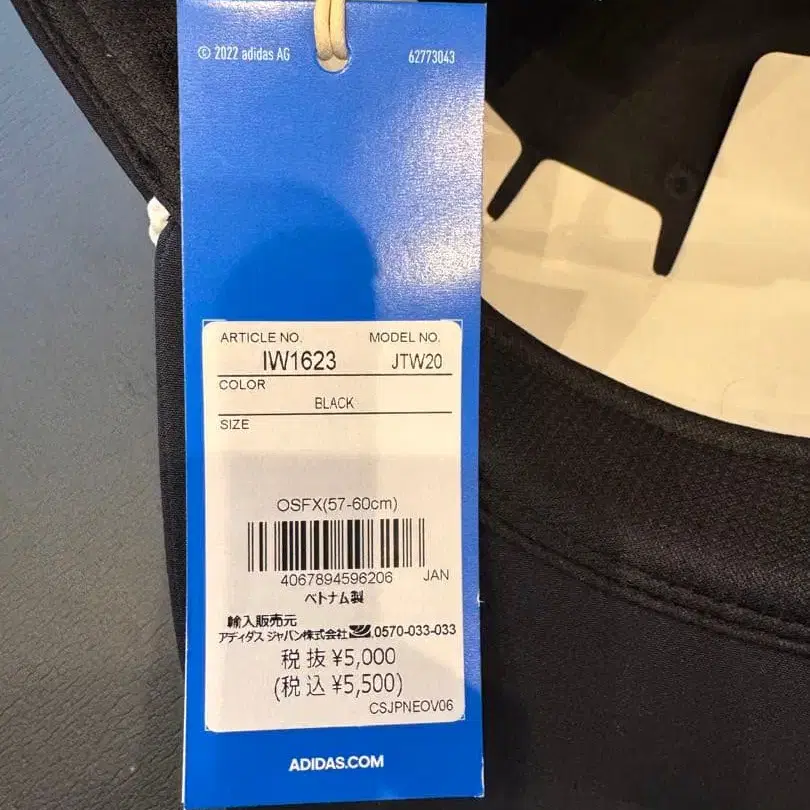 © 2022 adidas AG 62773043
ARTICLE NO. MODEL NO.
IW1623 JTW20
COLOR
BLACK
SIZE
OSFX(57-60cm)
4067894596206 JAN
ベトナム製
輸入販売元
アディダス ジャパン株式会社 0570-033-033
税抜 ¥5,000
(税込 ¥5,500)
CSJPNEOV06
ADIDAS.COM